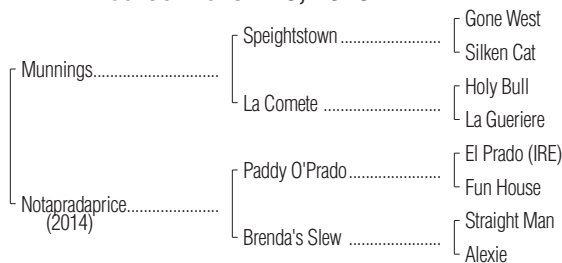 Gone West
Speightstown
Silken Cat
Munnings
Holy Bull
La Comete
La Gueriere
El Prado (IRE)
Paddy O'Prado
Fun House
Notapradaprice
(2014)
Straight Man
Brenda's Slew
Alexie